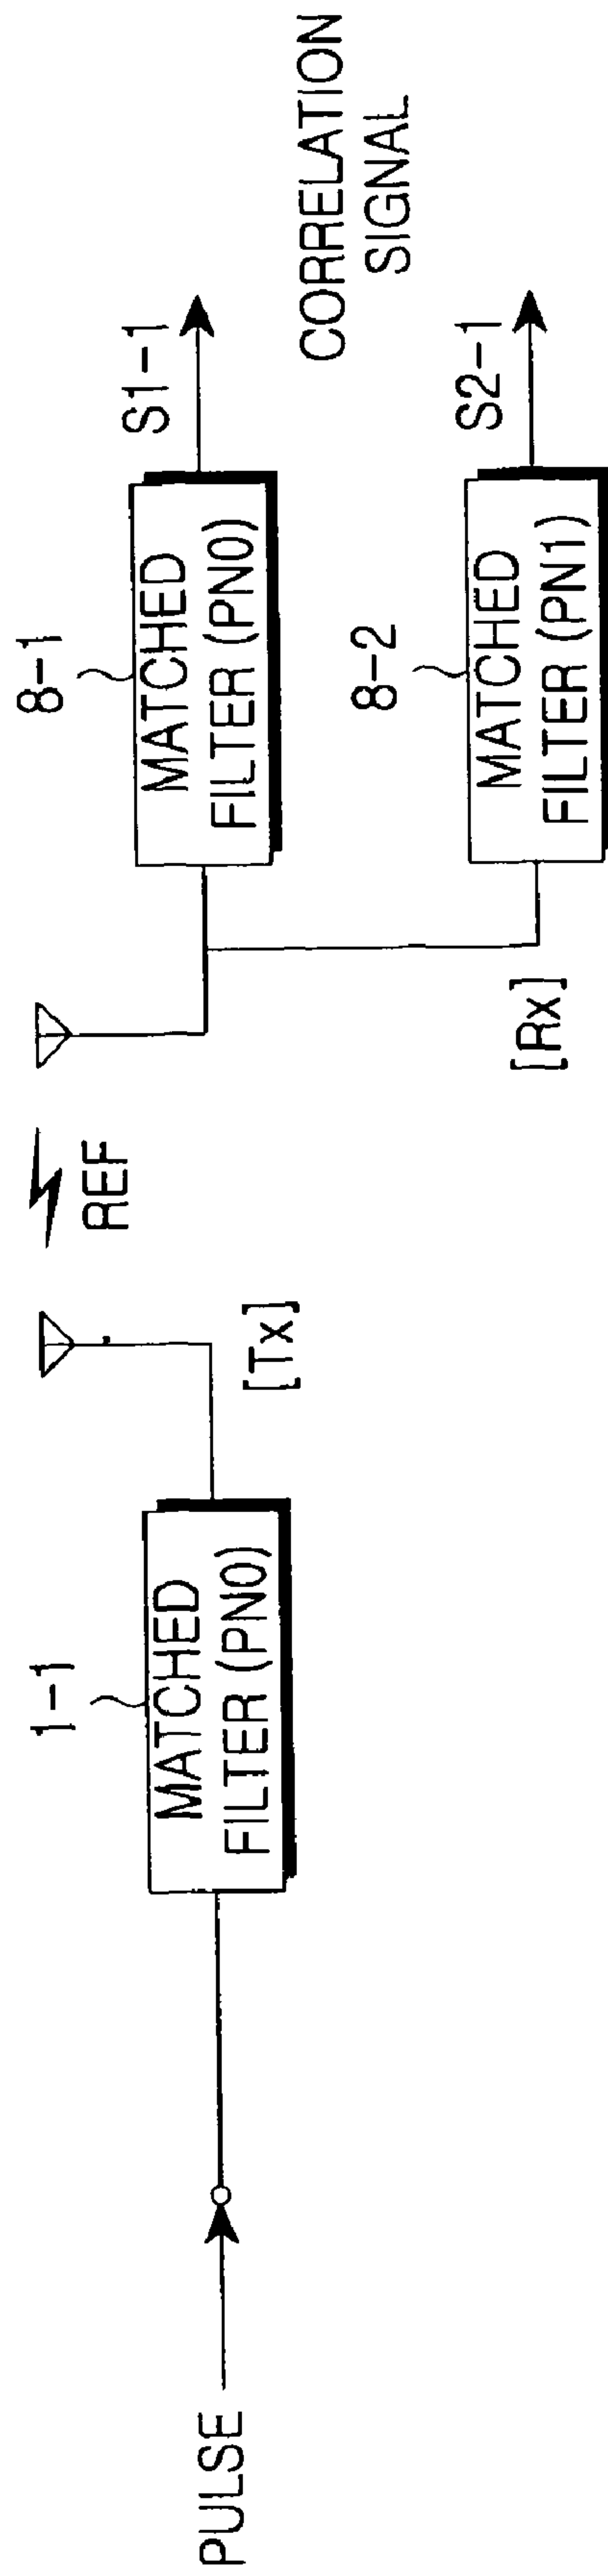 PULSE
1-1
MATCHED
FILTER (PN0)
[Tx]
REF
[Rx]
8-1
MATCHED
FILTER (PN0)
S1-1
8-2
MATCHED
FILTER (PN1)
S2-1
CORRELATION
SIGNAL